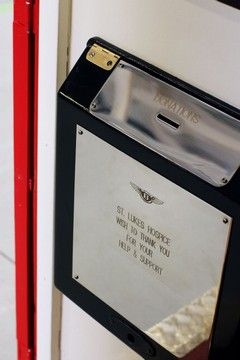 DONATIONS
ST. LUKES HOSPICE
WISH TO THANK YOU
FOR YOUR
HELP & SUPPORT